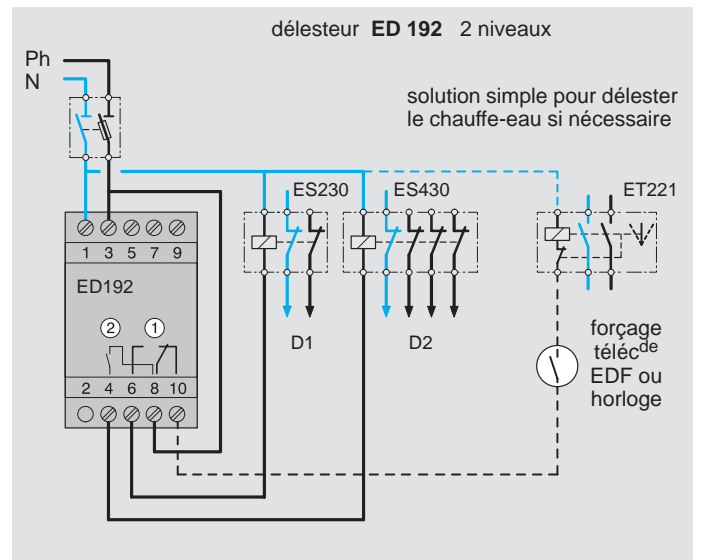 délesteur ED 192 2 niveaux
Ph
N
solution simple pour délester
le chauffe-eau si nécessaire
ES230
ES430
ET221
1 3 5 7 9
ED192
2 1
D1
D2
forçage
télécde
EDF ou
horloge
2 4 6 8 10